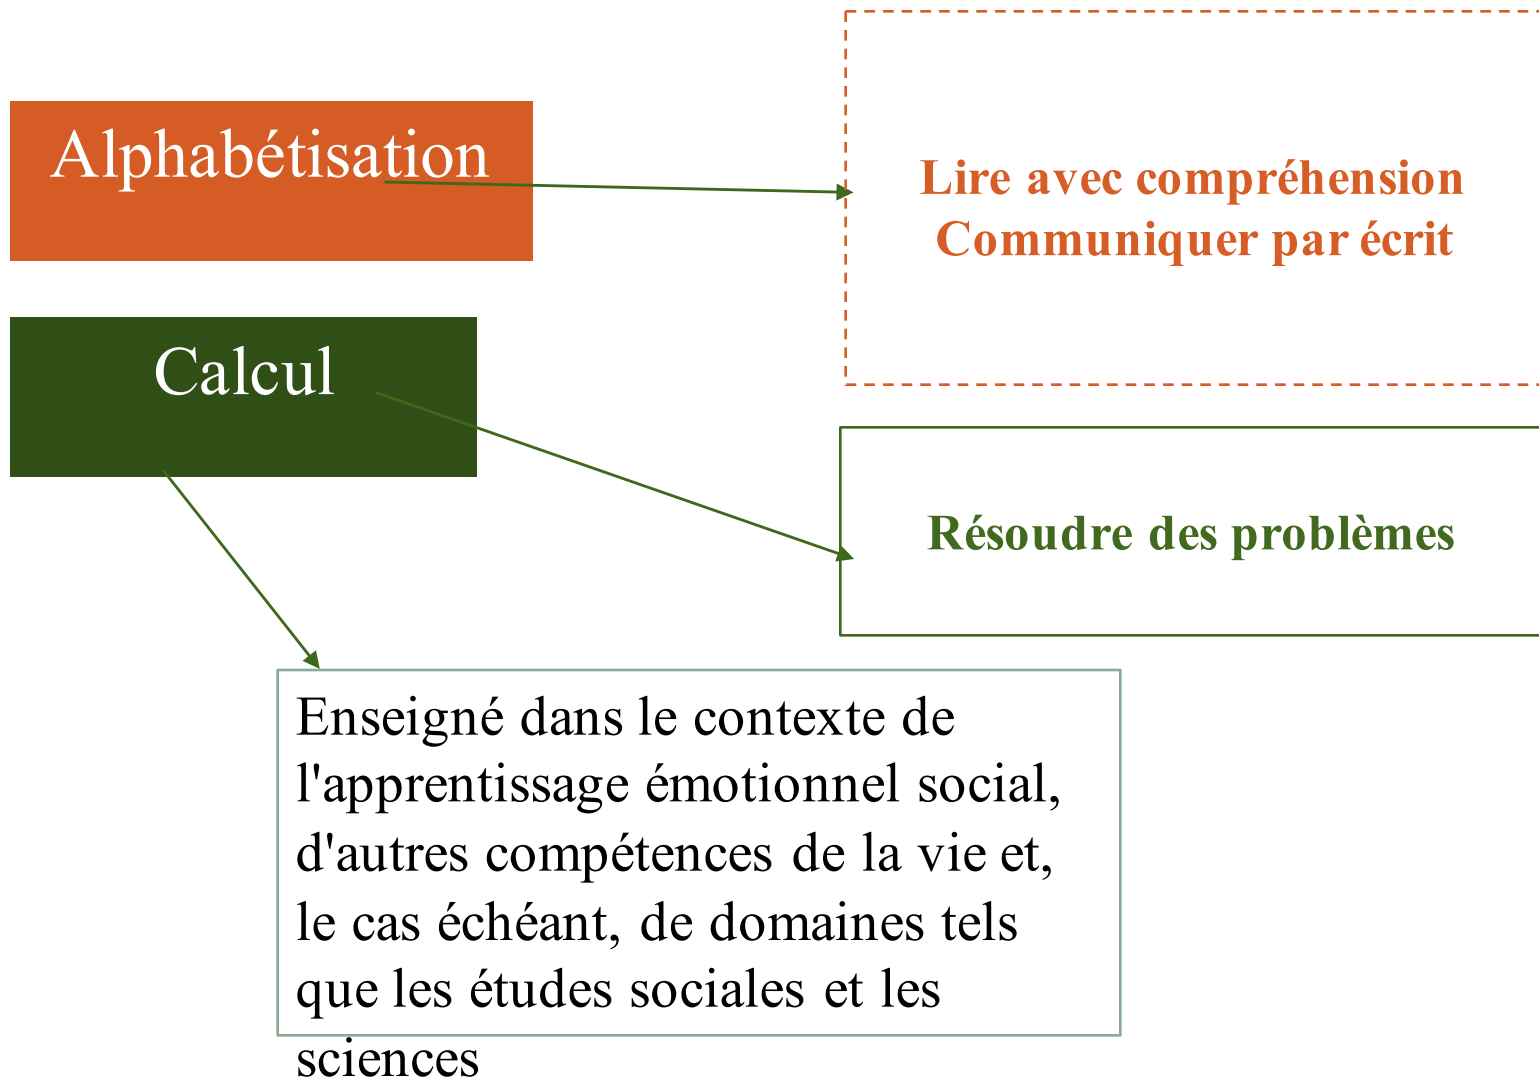 Alphabétisation
Lire avec compréhension
Communiquer par écrit
Calcul
Résoudre des problèmes
Enseigné dans le contexte de
l'apprentissage émotionnel social,
d'autres compétences de la vie et,
le cas échéant, de domaines tels
que les études sociales et les
sciences